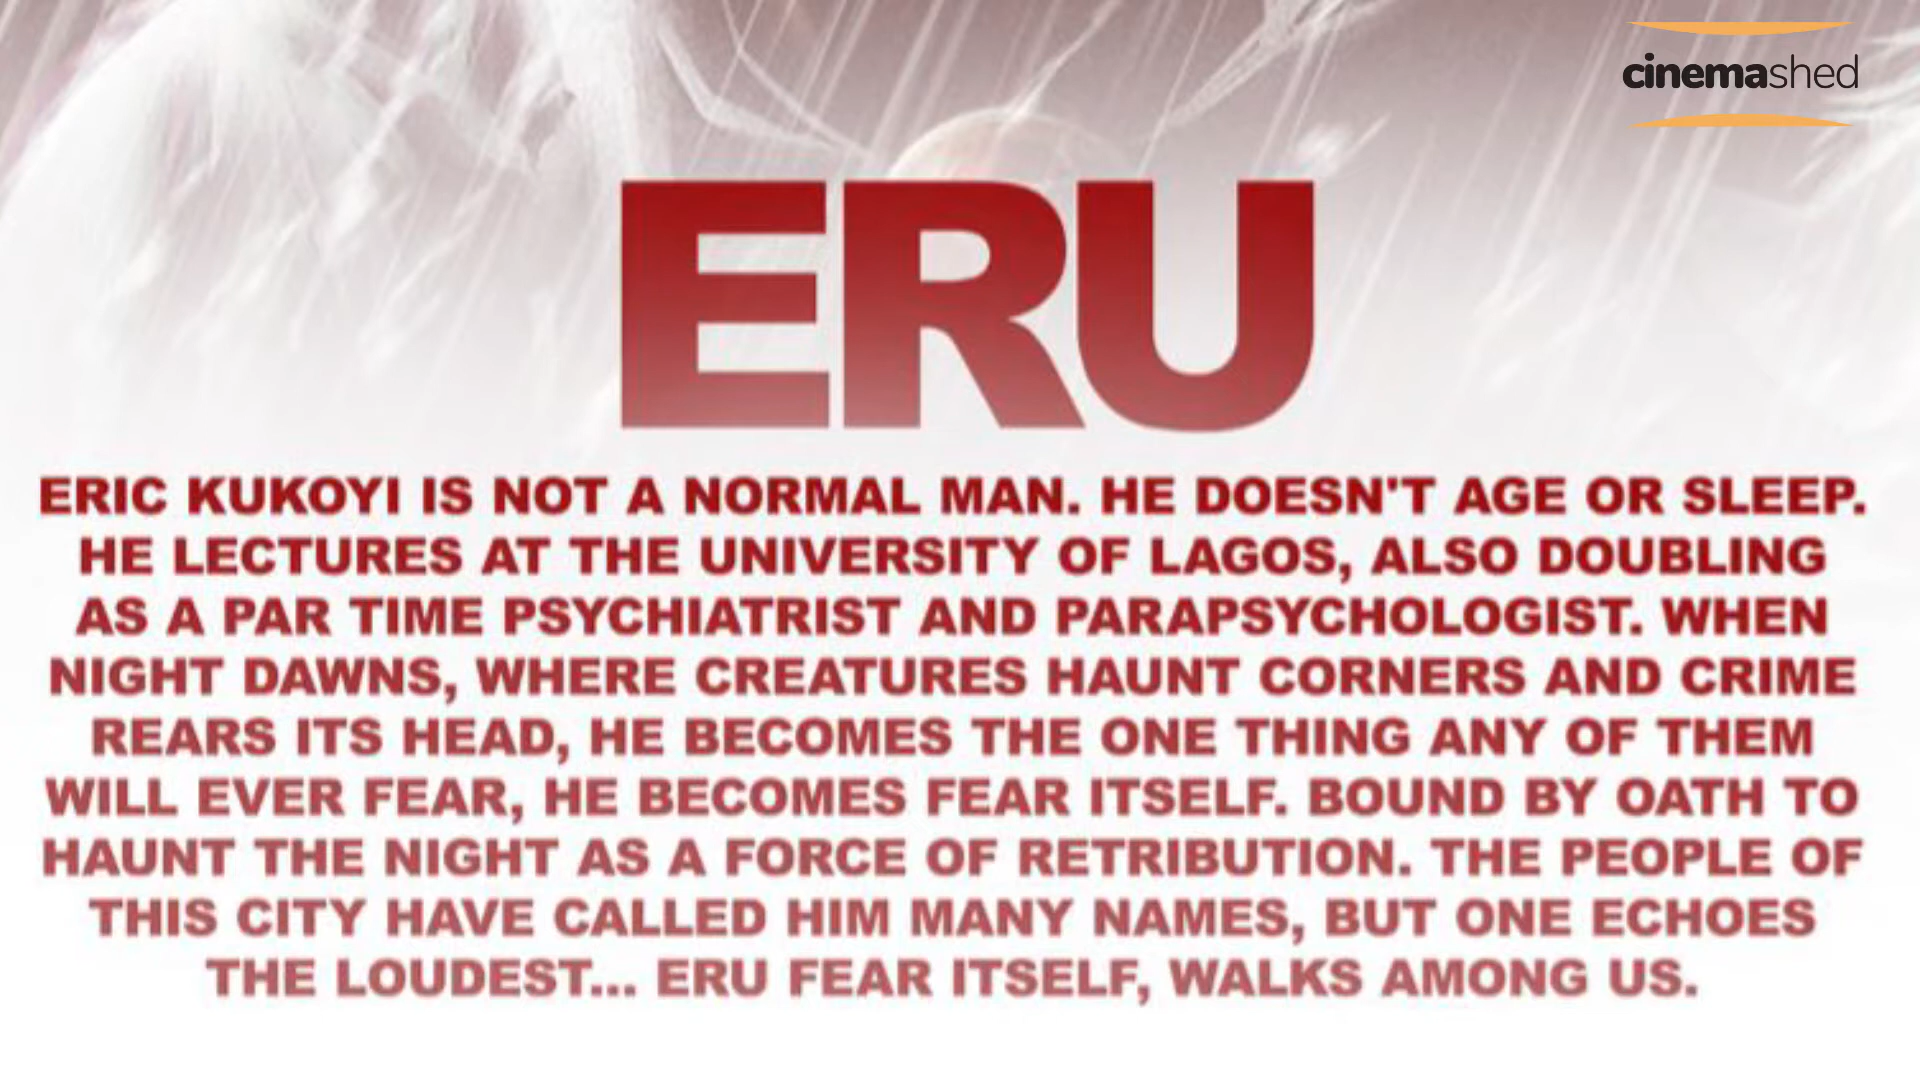 cinemashed
ERU
ERIC KUKOYI IS NOT A NORMAL MAN. HE DOESN'T AGE OR SLEEP.
HE LECTURES AT THE UNIVERSITY OF LAGOS, ALSO DOUBLING
AS A PAR TIME PSYCHIATRIST AND PARAPSYCHOLOGIST. WHEN
NIGHT DAWNS, WHERE CREATURES HAUNT CORNERS AND CRIME
REARS ITS HEAD, HE BECOMES THE ONE THING ANY OF THEM
WILL EVER FEAR, HE BECOMES FEAR ITSELF. BOUND BY OATH TO
HAUNT THE NIGHT AS A FORCE OF RETRIBUTION. THE PEOPLE OF
THIS CITY HAVE CALLED HIM MANY NAMES, BUT ONE ECHOES
THE LOUDEST... ERU FEAR ITSELF, WALKS AMONG US.